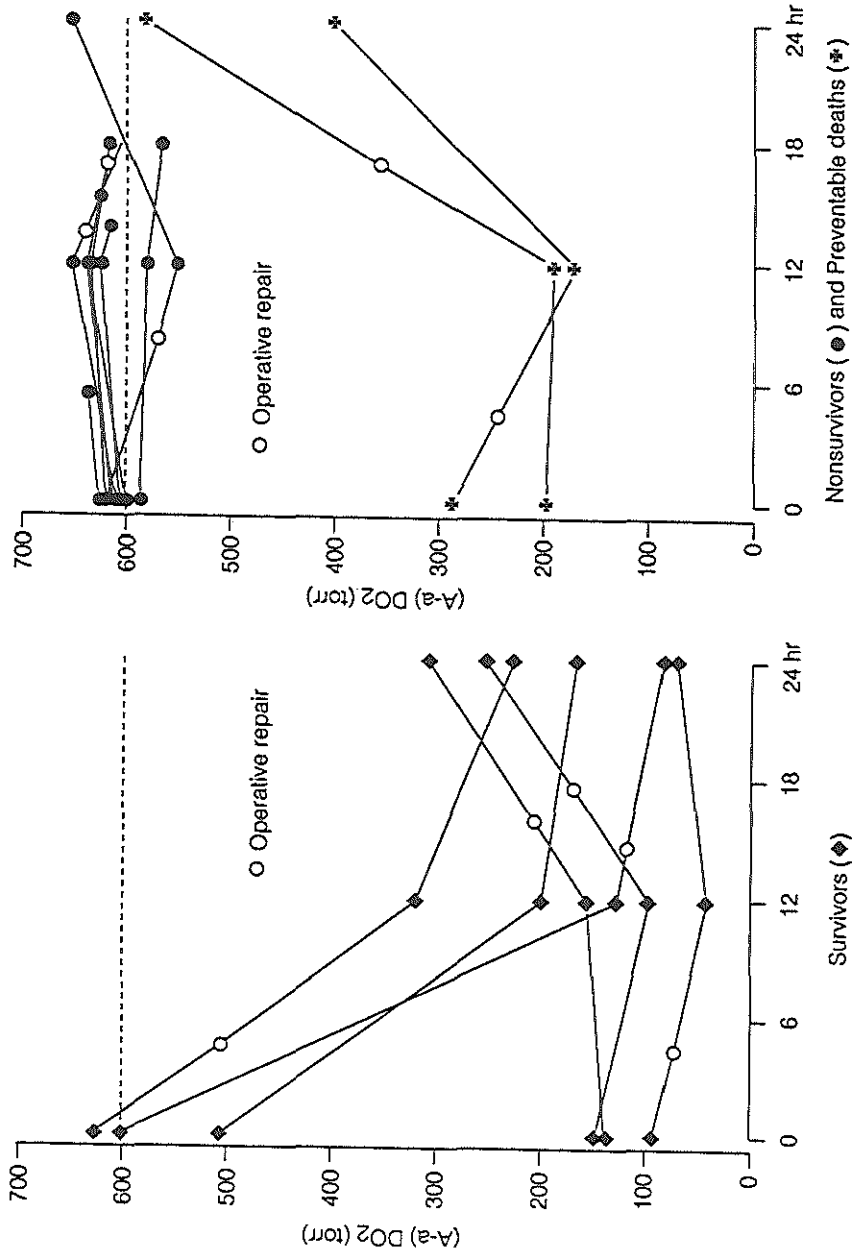 700
600
500
400
300
200
100
0
(A-a) DO2 (torr)
O Operative repair
0 6 12 18 24 hr
Survivors (◆)
700
600
500
400
300
200
100
0
(A-a) DO2 (torr)
O Operative repair
0 6 12 18 24 hr
Nonsurvivors (●) and Preventable deaths (✱)